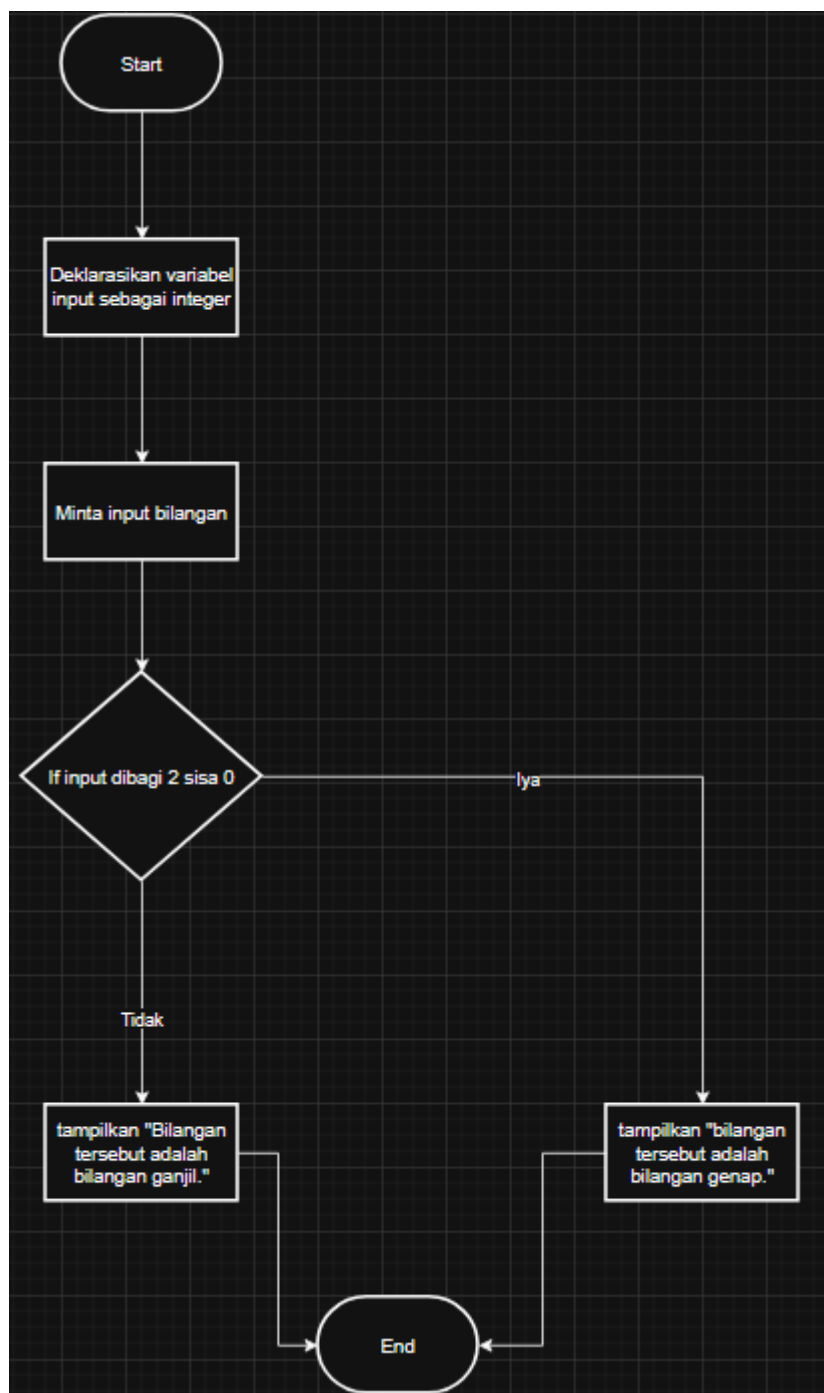 Start
Deklarasikan variabel
input sebagai integer
Minta input bilangan
If input dibagi 2 sisa 0
Iya
Tidak
tampilkan "Bilangan
tersebut adalah
bilangan ganjil."
tampilkan "bilangan
tersebut adalah
bilangan genap."
End